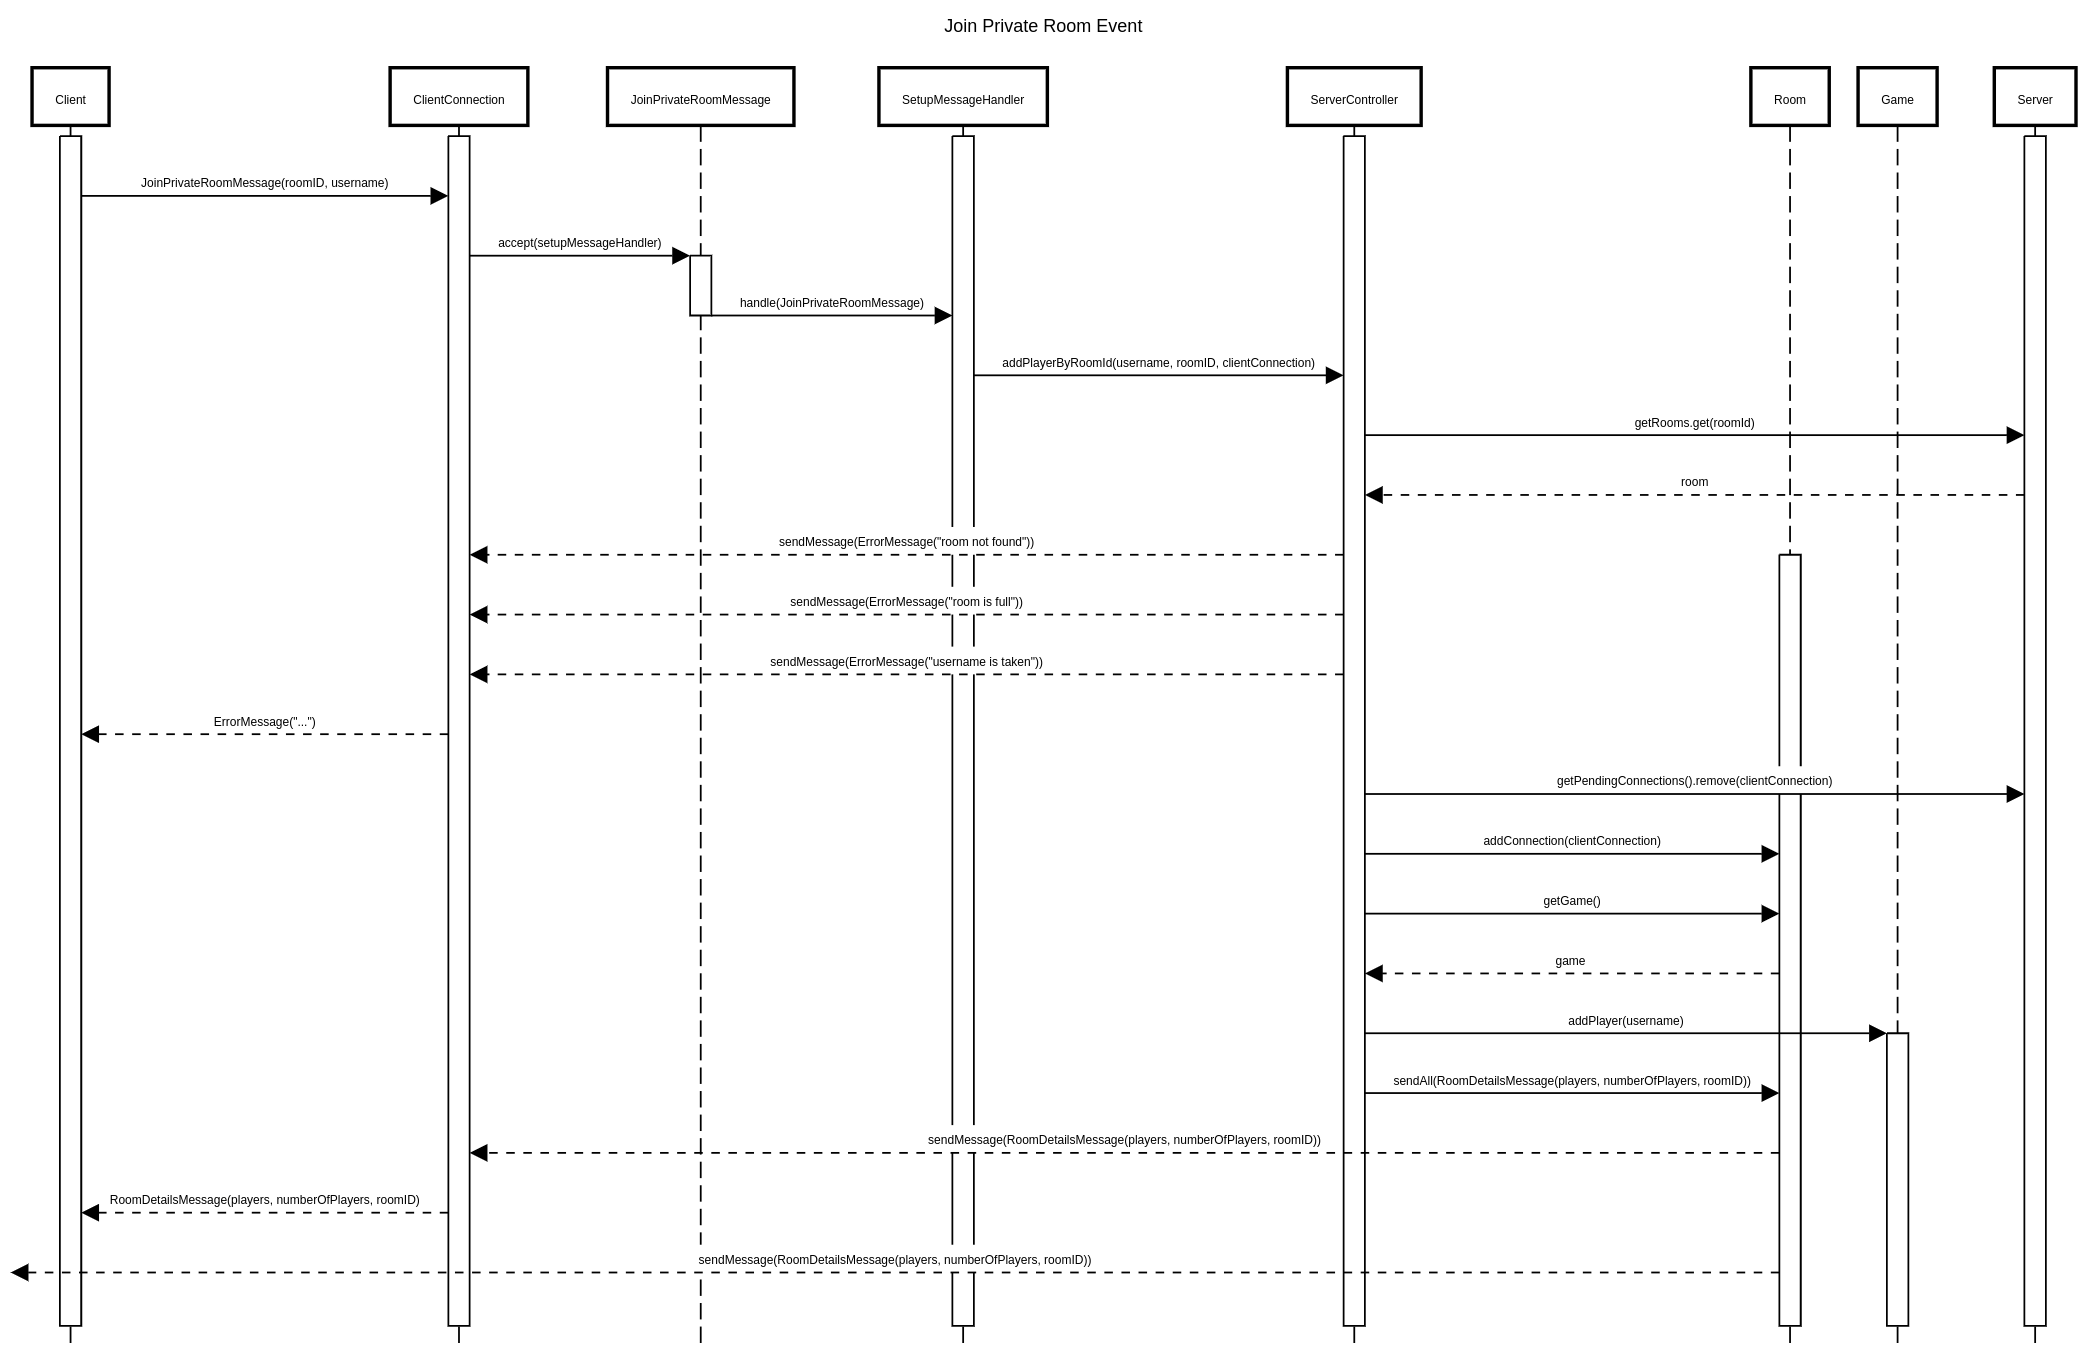 Join Private Room Event
Client
ClientConnection
JoinPrivateRoomMessage
SetupMessageHandler
ServerController
Room
Game
Server
JoinPrivateRoomMessage(roomID, username)
accept(setupMessageHandler)
handle(JoinPrivateRoomMessage)
addPlayerByRoomId(username, roomID, clientConnection)
getRooms.get(roomId)
room
sendMessage(ErrorMessage("room not found"))
sendMessage(ErrorMessage("room is full"))
sendMessage(ErrorMessage("username is taken"))
ErrorMessage("...")
getPendingConnections().remove(clientConnection)
addConnection(clientConnection)
getGame()
game
addPlayer(username)
sendAll(RoomDetailsMessage(players, numberOfPlayers, roomID))
sendMessage(RoomDetailsMessage(players, numberOfPlayers, roomID))
RoomDetailsMessage(players, numberOfPlayers, roomID)
sendMessage(RoomDetailsMessage(players, numberOfPlayers, roomID))